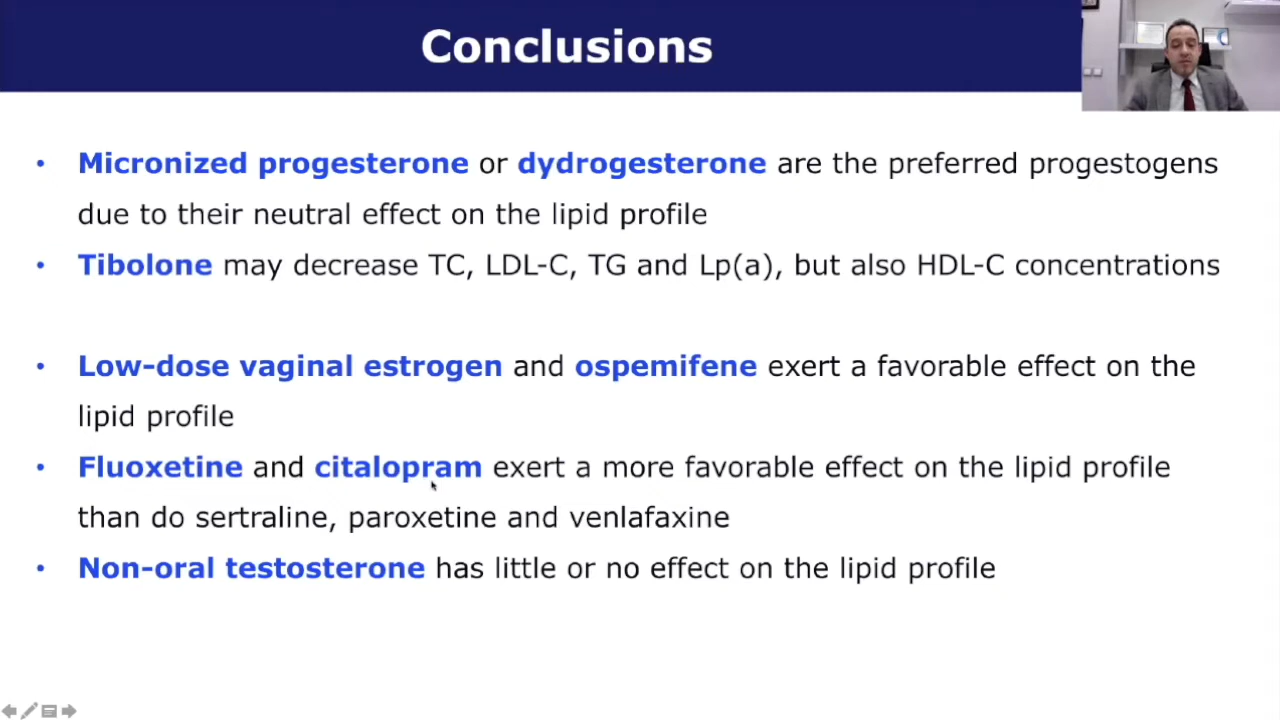 Conclusions
• Micronized progesterone or dydrogesterone are the preferred progestogens
due to their neutral effect on the lipid profile
• Tibolone may decrease TC, LDL-C, TG and Lp(a), but also HDL-C concentrations
• Low-dose vaginal estrogen and ospemifene exert a favorable effect on the
lipid profile
• Fluoxetine and citalopram exert a more favorable effect on the lipid profile
than do sertraline, paroxetine and venlafaxine
• Non-oral testosterone has little or no effect on the lipid profile